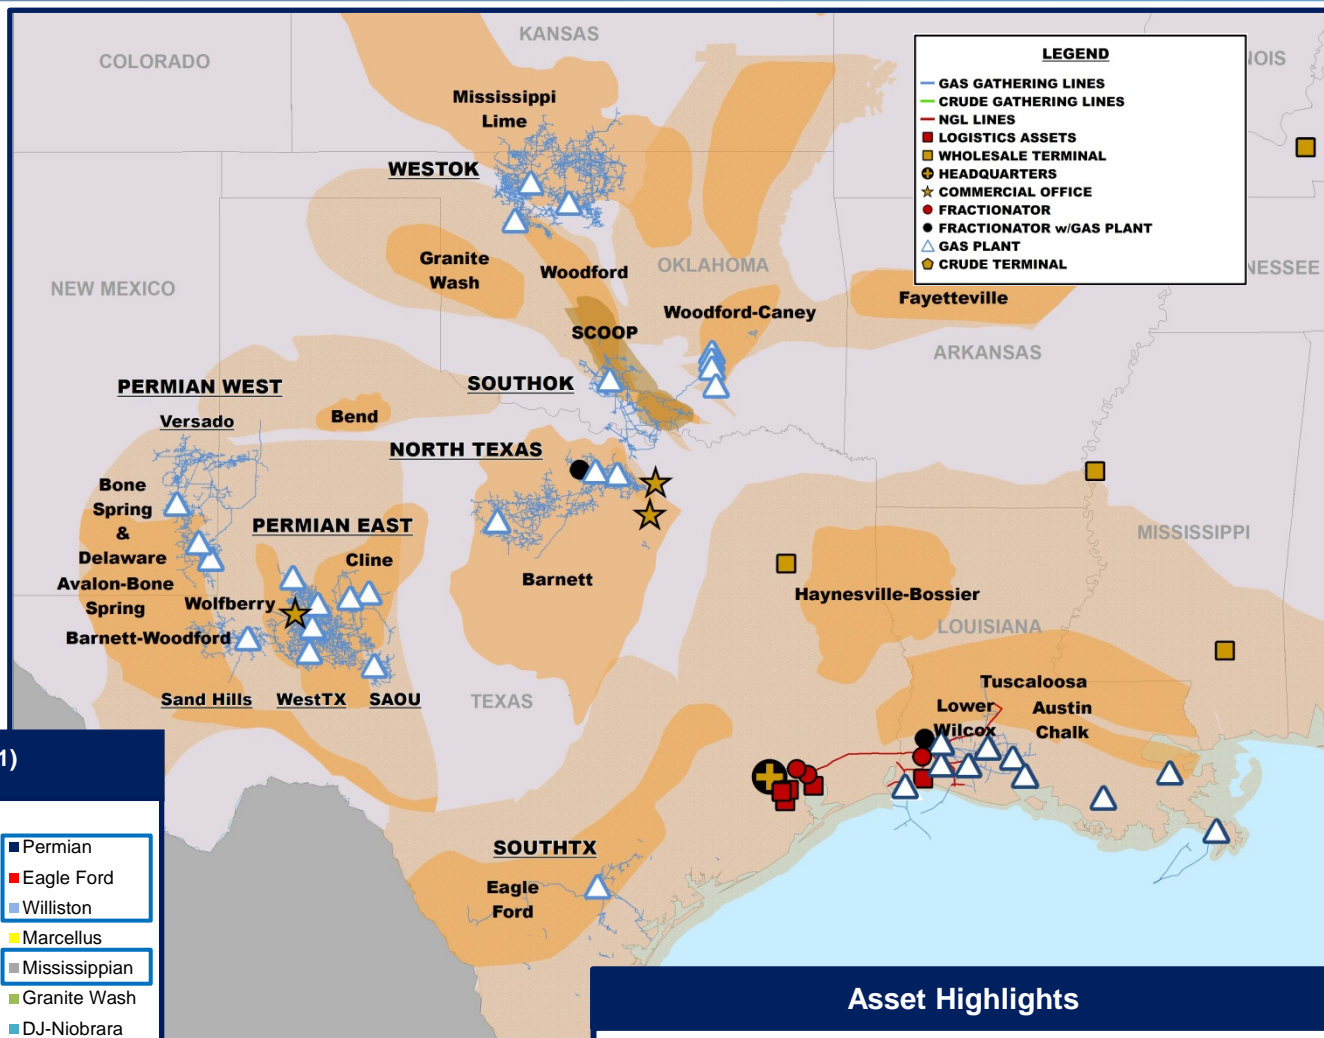 COLORADO
KANSAS
Mississippi
Lime
WESTOK
Granite
Wash
Woodford
OKLAHOMA
NEW MEXICO
Woodford-Caney
SCOOP
Fayetteville
ARKANSAS
LEGEND
GAS GATHERING LINES
CRUDE GATHERING LINES
NGL LINES
LOGISTICS ASSETS
WHOLESALE TERMINAL
HEADQUARTERS
COMMERCIAL OFFICE
FRACTIONATOR
FRACTIONATOR w/GAS PLANT
GAS PLANT
CRUDE TERMINAL
NOIS
NESSEE
PERMIAN WEST
Versado
Bend
SOUTHOK
NORTH TEXAS
Bone
Spring
&
Delaware
Avalon-Bone
Spring
Barnett-Woodford
PERMIAN EAST
Cline
Wolfberry
Barnett
Sand Hills
WestTX
SAOU
TEXAS
Haynesville-Bossier
LOUISIANA
MISSISSIPPI
Tuscaloosa
Lower
Wilcox
Austin
Chalk
SOUTHTX
Eagle
Ford
1)
Permian
Eagle Ford
Williston
Marcellus
Mississippian
Granite Wash
DJ-Niobrara
Asset Highlights